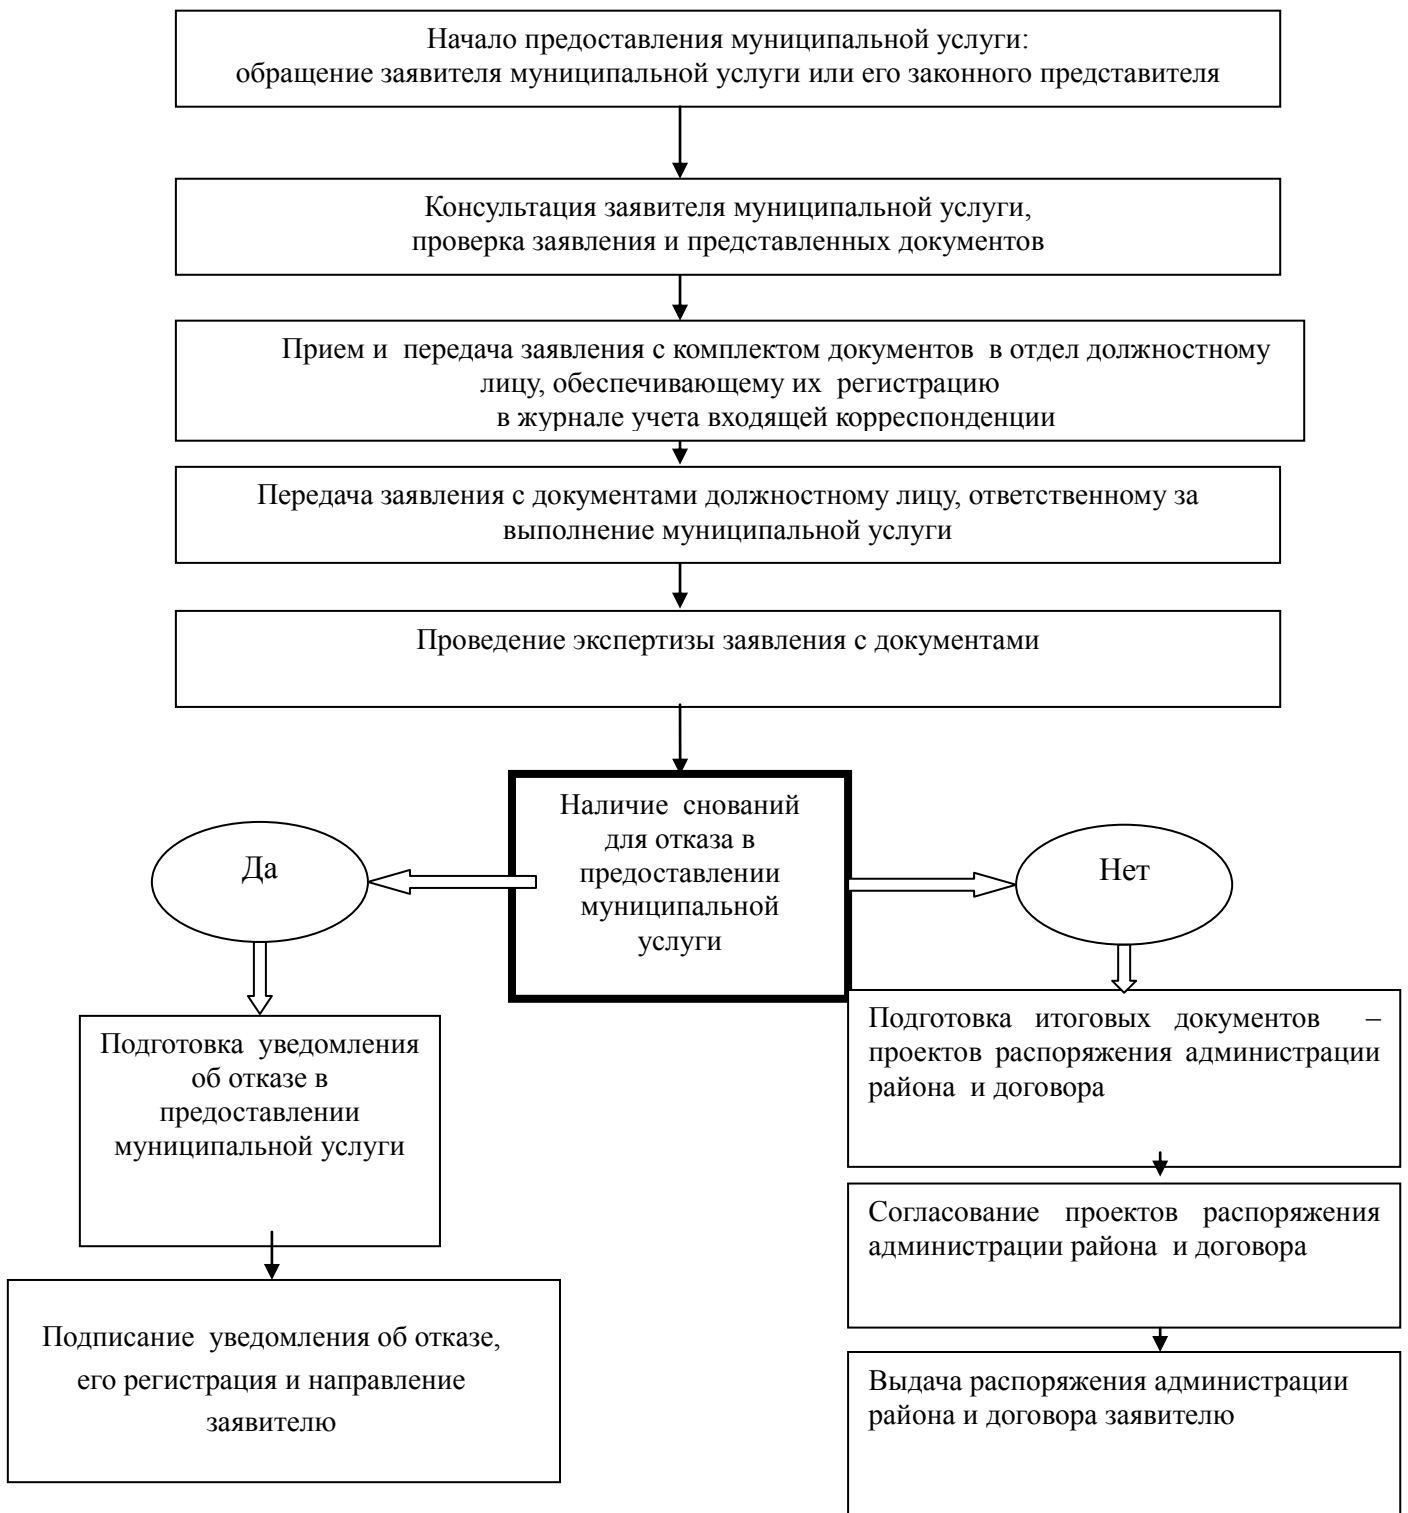 Начало предоставления муниципальной услуги:
обращение заявителя муниципальной услуги или его законного представителя
Консультация заявителя муниципальной услуги,
проверка заявления и представленных документов
Прием и передача заявления с комплектом документов в отдел должностному
лицу, обеспечивающему их регистрацию
в журнале учета входящей корреспонденции
Передача заявления с документами должностному лицу, ответственному за
выполнение муниципальной услуги
Проведение экспертизы заявления с документами
Наличие снований
для отказа в
предоставлении
муниципальной
услуги
Да
Нет
Подготовка уведомления
об отказе в
предоставлении
муниципальной услуги
Подписание уведомления об отказе,
его регистрация и направление
заявителю
Подготовка итоговых документов –
проектов распоряжения администрации
района и договора
Согласование проектов распоряжения
администрации района и договора
Выдача распоряжения администрации
района и договора заявителю